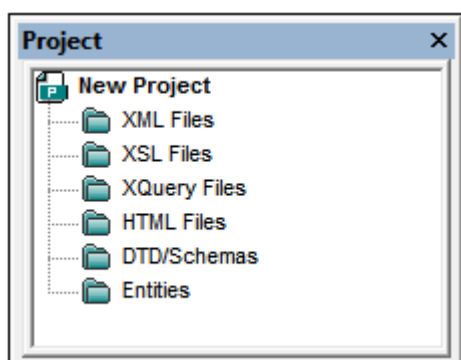 Project
New Project
XML Files
XSL Files
XQuery Files
HTML Files
DTD/Schemas
Entities